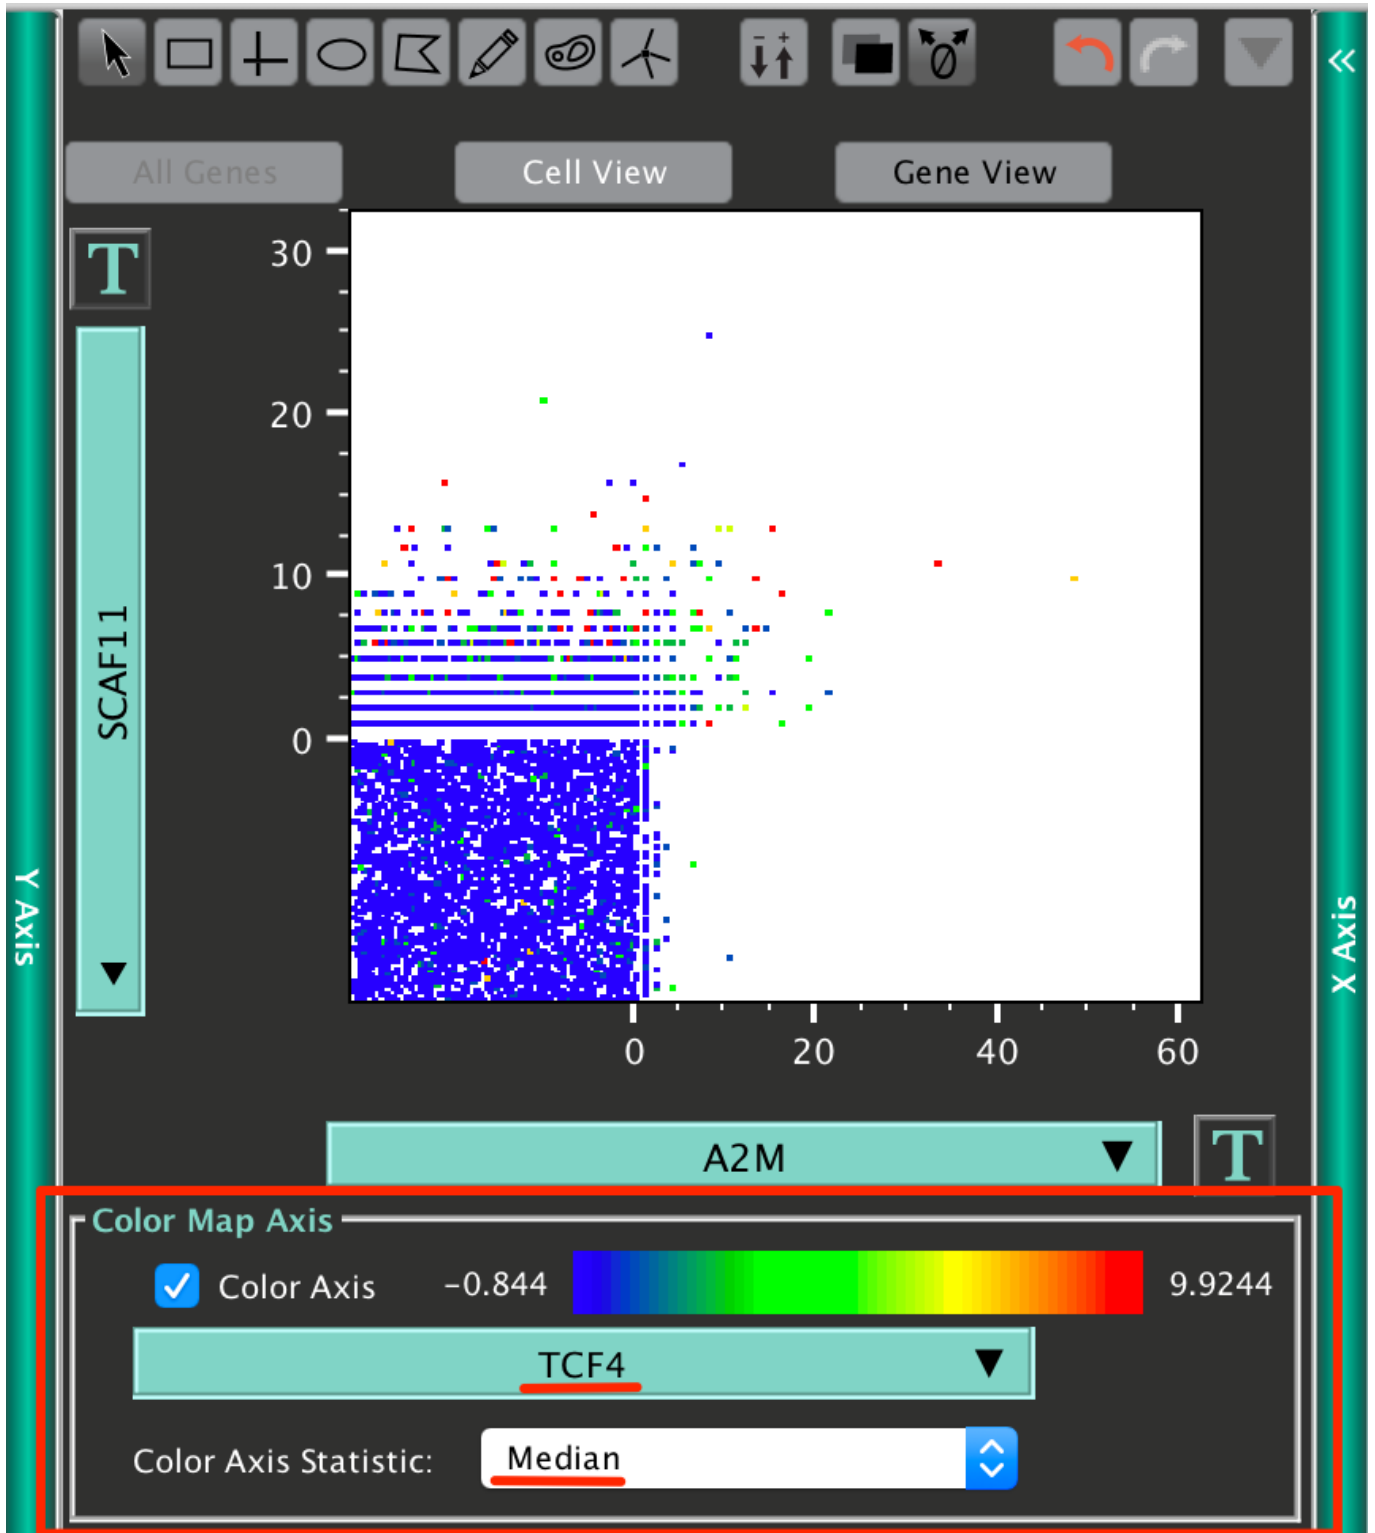 All Genes
Cell View
Gene View
T
30
20
10
0
SCAF11
Y Axis
X Axis
0
20
40
60
A2M
T
Color Map Axis
Color Axis
-0.844
9.9244
TCF4
Color Axis Statistic:
Median